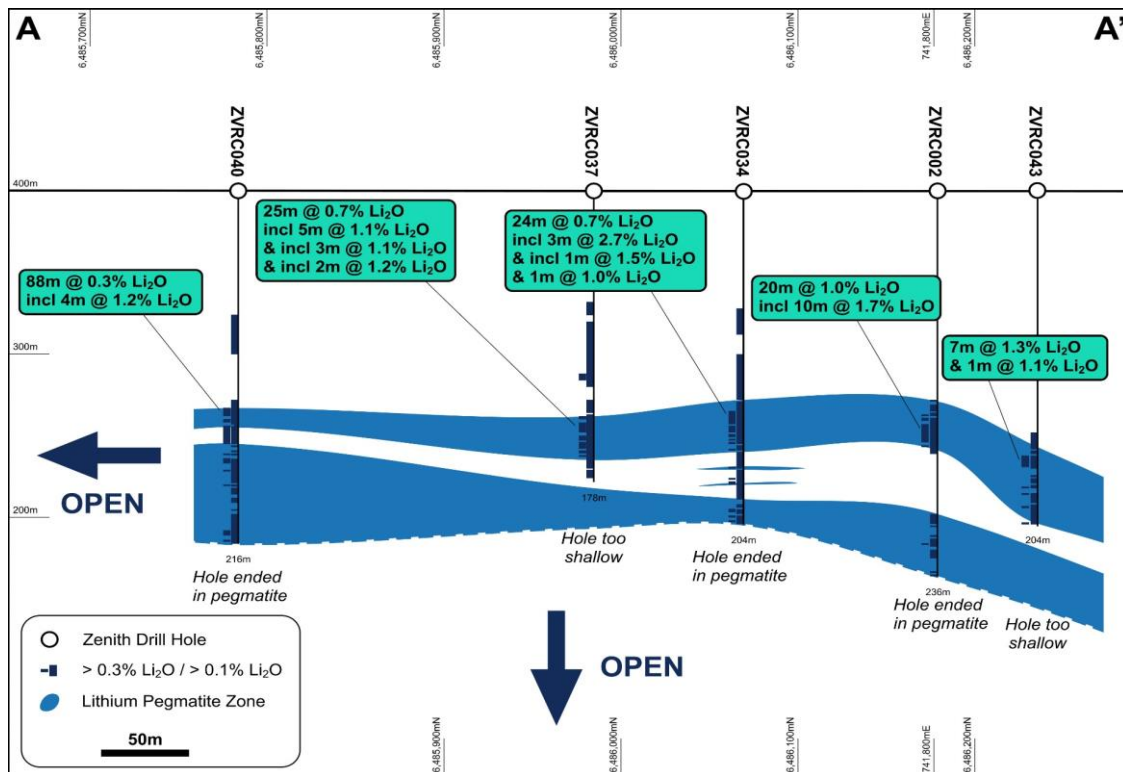 A
A'
6,485,700mN
6,485,800mN
6,485,900mN
6,486,000mN
6,486,100mN
741,800mE
6,486,200mN
ZVRC040
ZVRC037
ZVRC034
ZVRC002
ZVRC043
400m
25m @ 0.7% Li₂O
incl 5m @ 1.1% Li₂O
& incl 3m @ 1.1% Li₂O
& incl 2m @ 1.2% Li₂O
24m @ 0.7% Li₂O
incl 3m @ 2.7% Li₂O
& incl 1m @ 1.5% Li₂O
& 1m @ 1.0% Li₂O
88m @ 0.3% Li₂O
incl 4m @ 1.2% Li₂O
20m @ 1.0% Li₂O
incl 10m @ 1.7% Li₂O
7m @ 1.3% Li₂O
& 1m @ 1.1% Li₂O
300m
OPEN
200m
178m
Hole too
shallow
216m
Hole ended
in pegmatite
204m
Hole ended
in pegmatite
204m
236m
Hole ended
in pegmatite
Hole too
shallow
Zenith Drill Hole
> 0.3% Li₂O / > 0.1% Li₂O
Lithium Pegmatite Zone
50m
OPEN
6,485,900mN
6,486,000mN
6,486,100mN
741,800mE
6,486,200mN